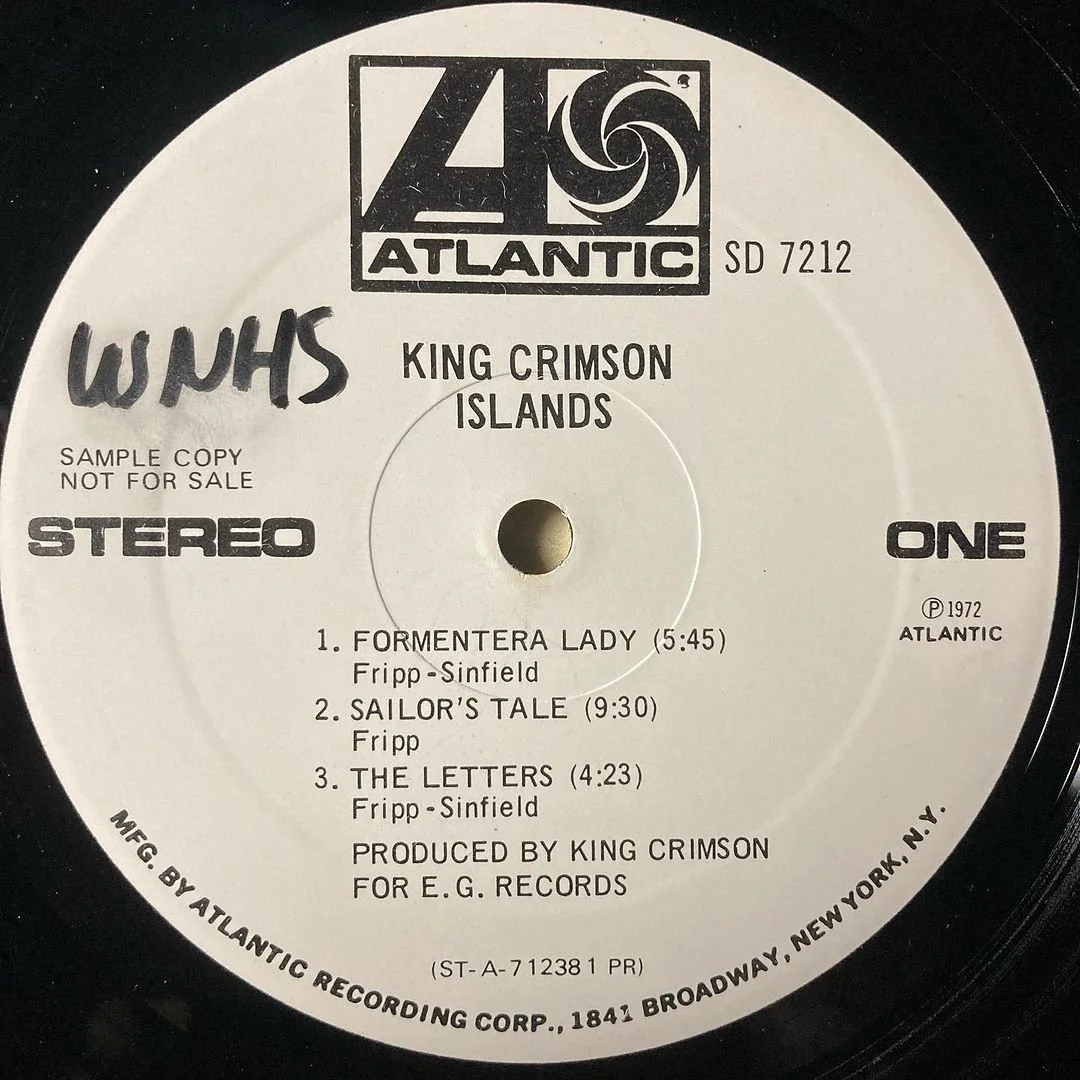 ATLANTIC
SD 7212
WNHS
KING CRIMSON
ISLANDS
SAMPLE COPY
NOT FOR SALE
STEREO
ONE
Ⓟ 1972
ATLANTIC
1. FORMENTERA LADY (5:45)
Fripp-Sinfield
2. SAILOR'S TALE (9:30)
Fripp
3. THE LETTERS (4:23)
Fripp-Sinfield
PRODUCED BY KING CRIMSON
FOR E.G. RECORDS
(ST-A-712381 PR)
MFG. BY ATLANTIC RECORDING CORP., 1841 BROADWAY, NEW YORK, N.Y.